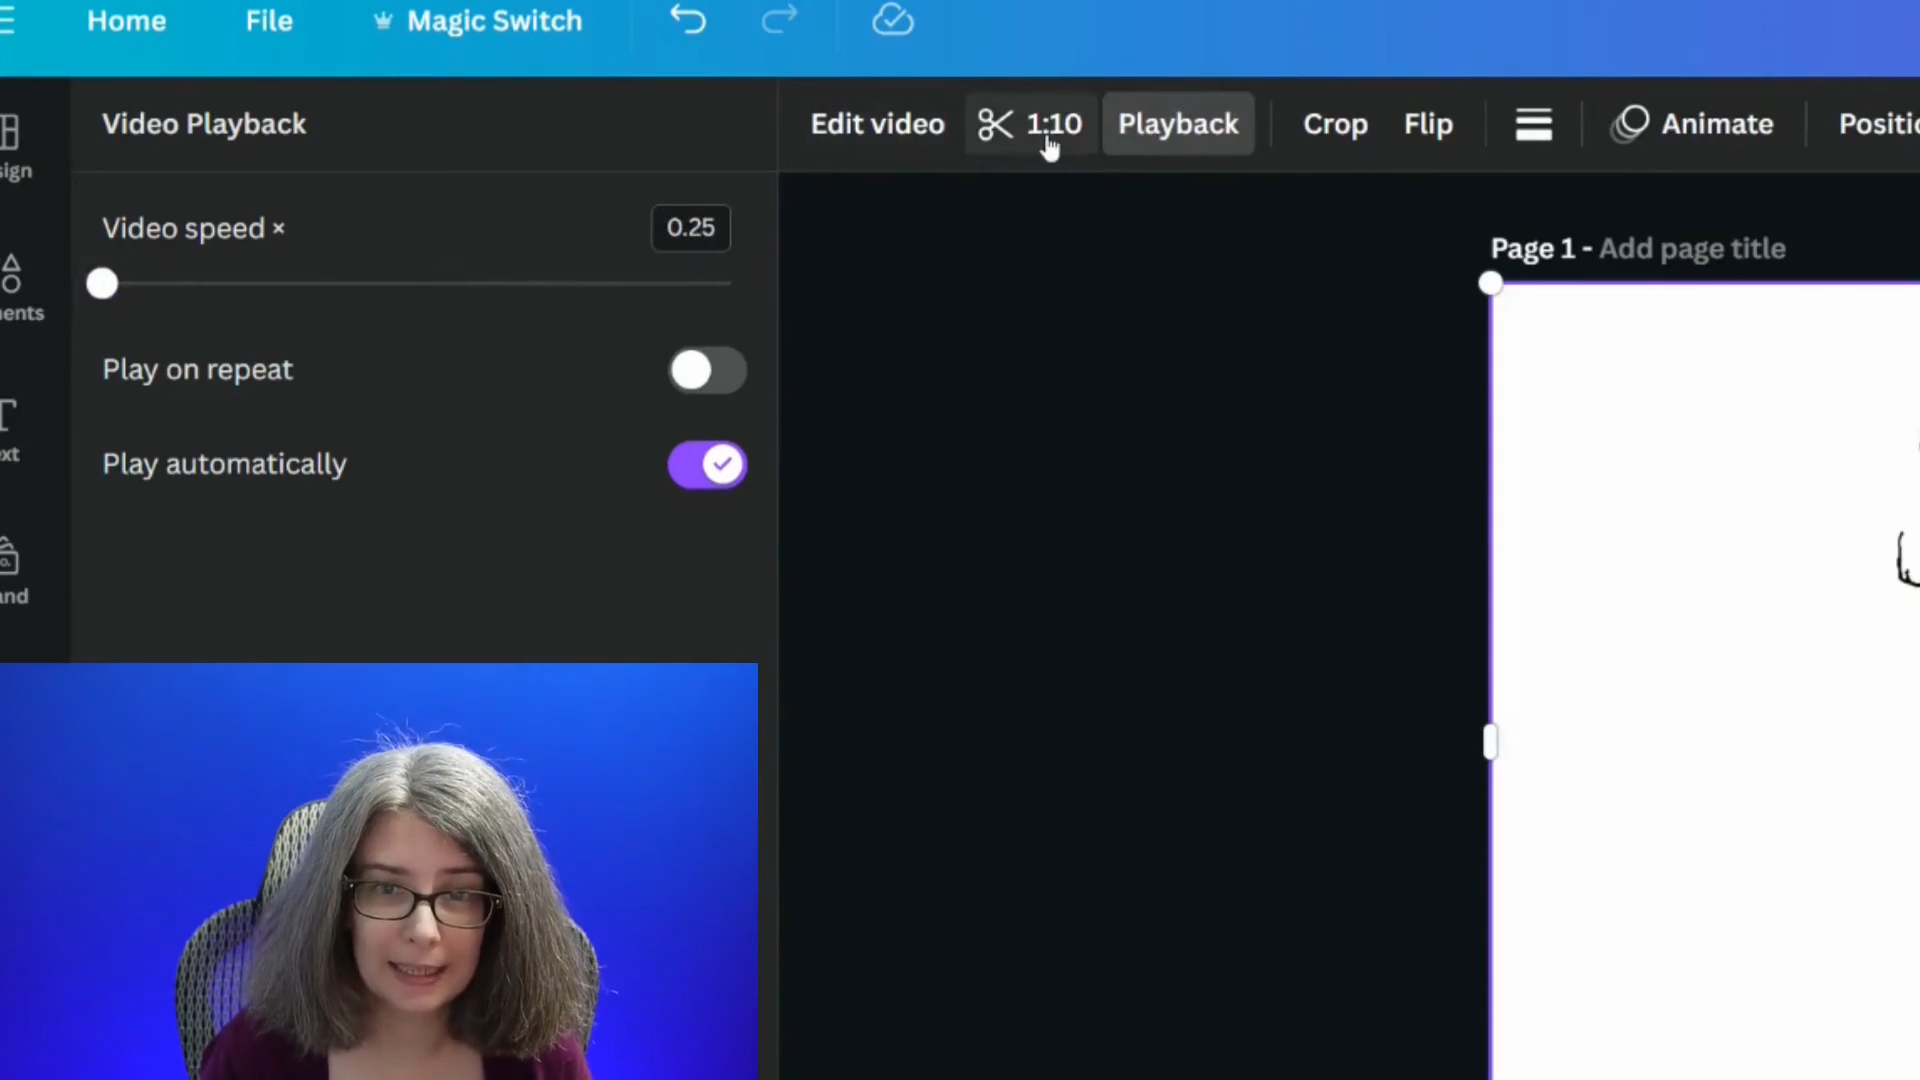 Home File Magic Switch
Video Playback
Edit video 1:10 Playback Crop Flip Animate
Page 1 - Add page title
Video speed × 0.25
Play on repeat
Play automatically